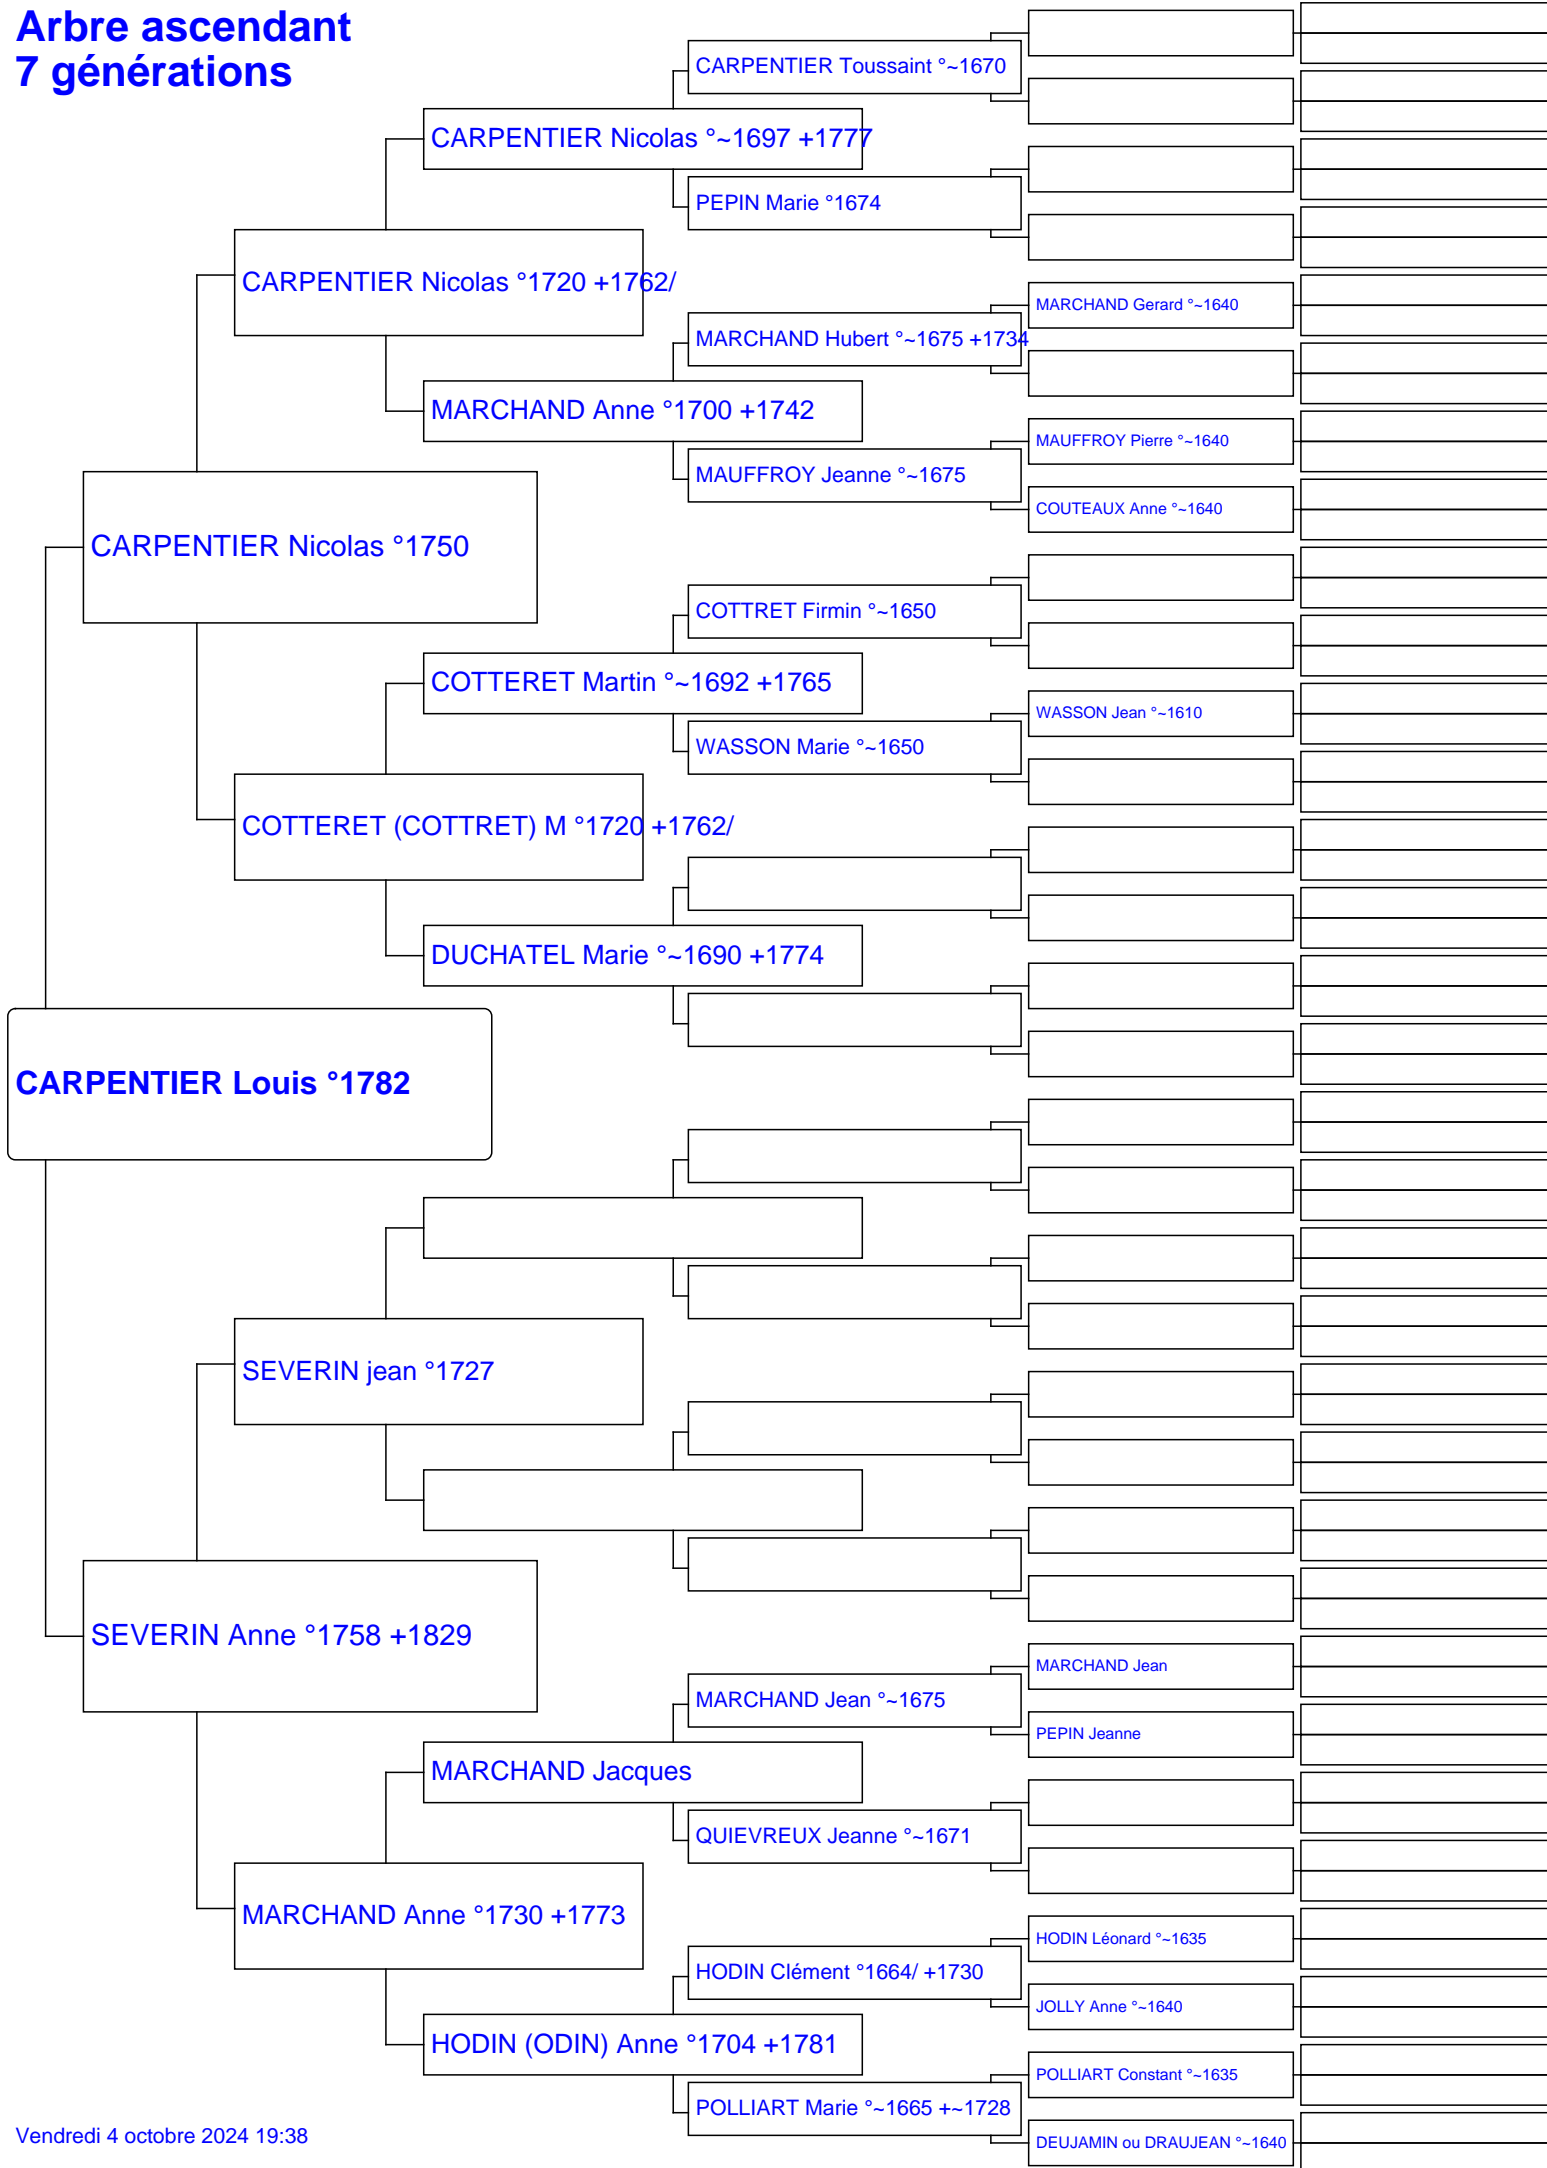 Arbre ascendant
7 générations
CARPENTIER Toussaint °~1670
CARPENTIER Nicolas °~1697 +1777
PEPIN Marie °1674
CARPENTIER Nicolas °1720 +1762/
MARCHAND Gerard °~1640
MARCHAND Hubert °~1675 +1734
MARCHAND Anne °1700 +1742
MAUFFROY Pierre °~1640
MAUFFROY Jeanne °~1675
COUTEAUX Anne °~1640
CARPENTIER Nicolas °1750
COTTRET Firmin °~1650
COTTERET Martin °~1692 +1765
WASSON Jean °~1610
WASSON Marie °~1650
COTTERET (COTTRET) M °1720 +1762/
DUCHATEL Marie °~1690 +1774
CARPENTIER Louis °1782
SEVERIN jean °1727
SEVERIN Anne °1758 +1829
MARCHAND Jean
MARCHAND Jean °~1675
PEPIN Jeanne
MARCHAND Jacques
QUIEVREUX Jeanne °~1671
MARCHAND Anne °1730 +1773
HODIN Léonard °~1635
HODIN Clément °1664/ +1730
JOLLY Anne °~1640
HODIN (ODIN) Anne °1704 +1781
POLLIART Constant °~1635
POLLIART Marie °~1665 +~1728
DEUJAMIN ou DRAUJEAN °~1640
Vendredi 4 octobre 2024 19:38